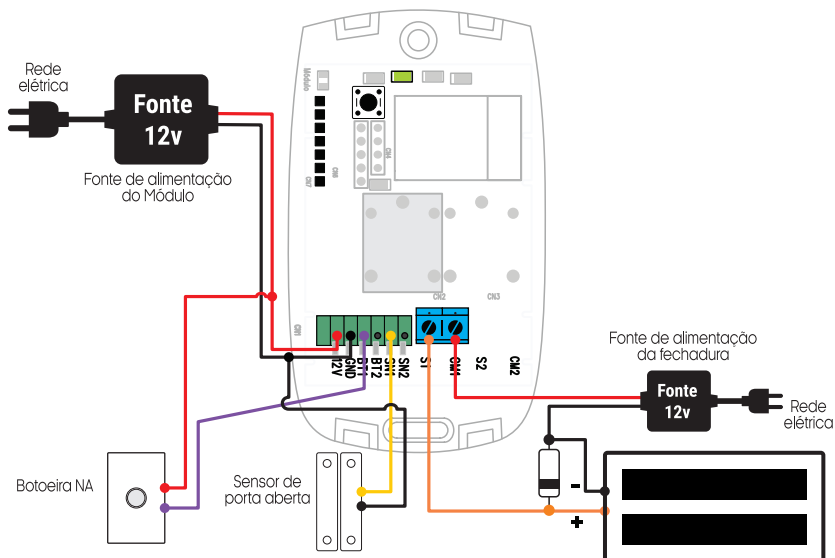 Rede
elétrica
Fonte
12v
Fonte de alimentação
do Módulo
Módulo
CN4
CN6
CN7
CN2
CN3
CN1
12V
GND
BT1
BT2
SN1
SN2
S1
CM1
S2
CM2
Fonte de alimentação
da fechadura
Fonte
12v
Rede
elétrica
Botoeira NA
Sensor de
porta aberta
-
+